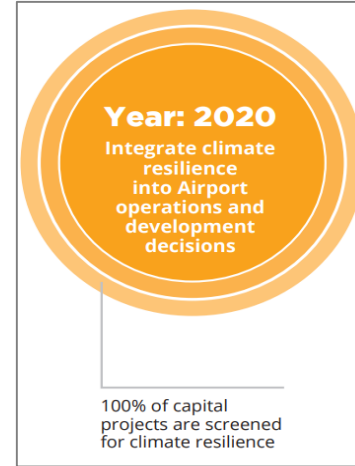 Year: 2020
Integrate climate
resilience
into Airport
operations and
development
decisions
100% of capital
projects are screened
for climate resilience